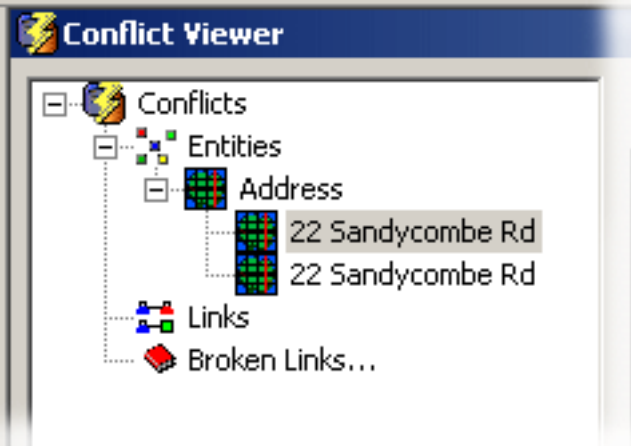 Conflict Viewer
Conflicts
Entities
Address
22 Sandycombe Rd
22 Sandycombe Rd
Links
Broken Links...